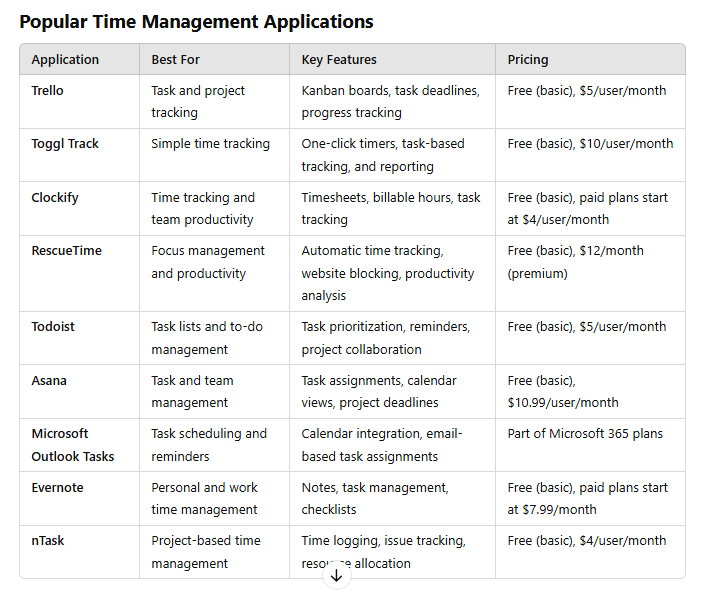 Popular Time Management Applications
Application Best For Key Features Pricing
Trello Task and project Kanban boards, task deadlines, Free (basic), $5/user/month
tracking progress tracking
Toggl Track Simple time tracking One-click timers, task-based Free (basic), $10/user/month
tracking, and reporting
Clockify Time tracking and Timesheets, billable hours, task Free (basic), paid plans start
team productivity tracking at $4/user/month
RescueTime Focus management Automatic time tracking, Free (basic), $12/month
and productivity website blocking, productivity (premium)
analysis
Todoist Task lists and to-do Task prioritization, reminders, Free (basic), $5/user/month
management project collaboration
Asana Task and team Task assignments, calendar Free (basic),
management views, project deadlines $10.99/user/month
Microsoft Task scheduling and Calendar integration, email- Part of Microsoft 365 plans
Outlook Tasks reminders based task assignments
Evernote Personal and work Notes, task management, Free (basic), paid plans start
time management checklists at $7.99/month
nTask Project-based time Time logging, issue tracking, Free (basic), $4/user/month
management resource allocation